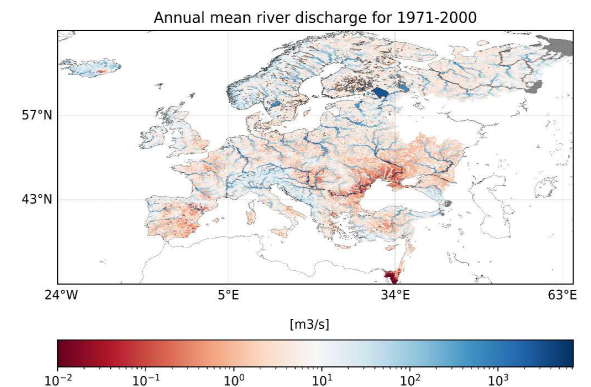 Annual mean river discharge for 1971-2000
57°N
43°N
24°W 5°E 34°E 63°E
[m3/s]
10⁻² 10⁻¹ 10⁰ 10¹ 10² 10³